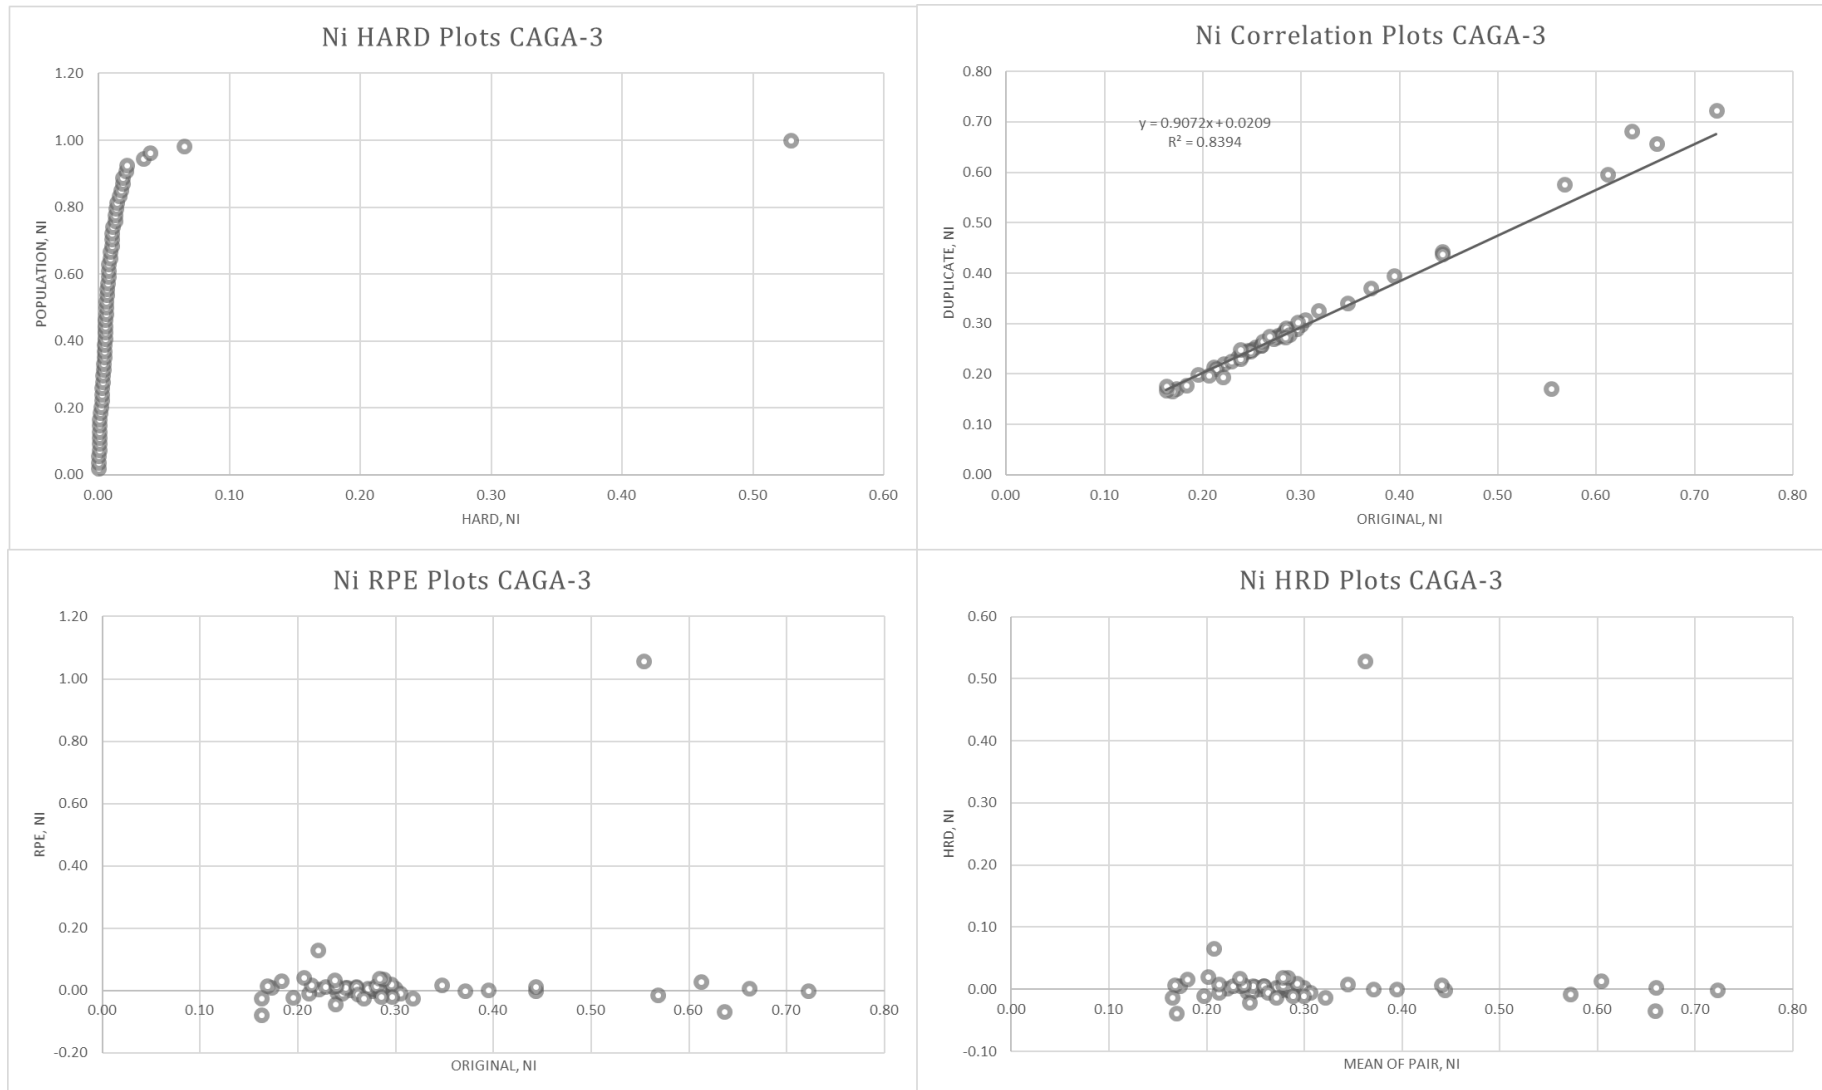 Ni HARD Plots CAGA-3
1.20
1.00
0.80
0.60
0.40
0.20
0.00
POPULATION, NI
0.00 0.10 0.20 0.30 0.40 0.50 0.60
HARD, NI
Ni Correlation Plots CAGA-3
0.80
0.70
0.60
0.50
0.40
0.30
0.20
0.10
0.00
DUPLICATE, NI
y = 0.9072x + 0.0209
R² = 0.8394
0.00 0.10 0.20 0.30 0.40 0.50 0.60 0.70 0.80
ORIGINAL, NI
Ni RPE Plots CAGA-3
1.20
1.00
0.80
0.60
0.40
0.20
0.00
-0.20
RPE, NI
0.00 0.10 0.20 0.30 0.40 0.50 0.60 0.70 0.80
ORIGINAL, NI
Ni HRD Plots CAGA-3
0.60
0.50
0.40
0.30
0.20
0.10
0.00
-0.10
HRD, NI
0.00 0.10 0.20 0.30 0.40 0.50 0.60 0.70 0.80
MEAN OF PAIR, NI